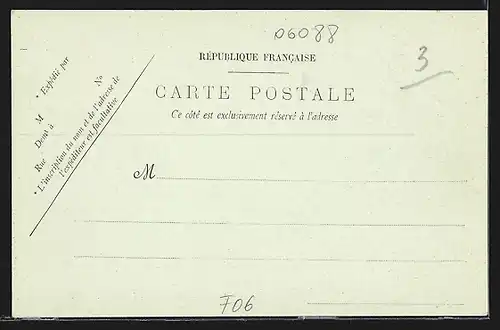 06088
RÉPUBLIQUE FRANÇAISE
3
CARTE POSTALE
Ce côté est exclusivement réservé à l'adresse
* Expédié par
M
Demt à
Rue No
* L'inscription du nom et de l'adresse de
l'expéditeur est facultative
M
706